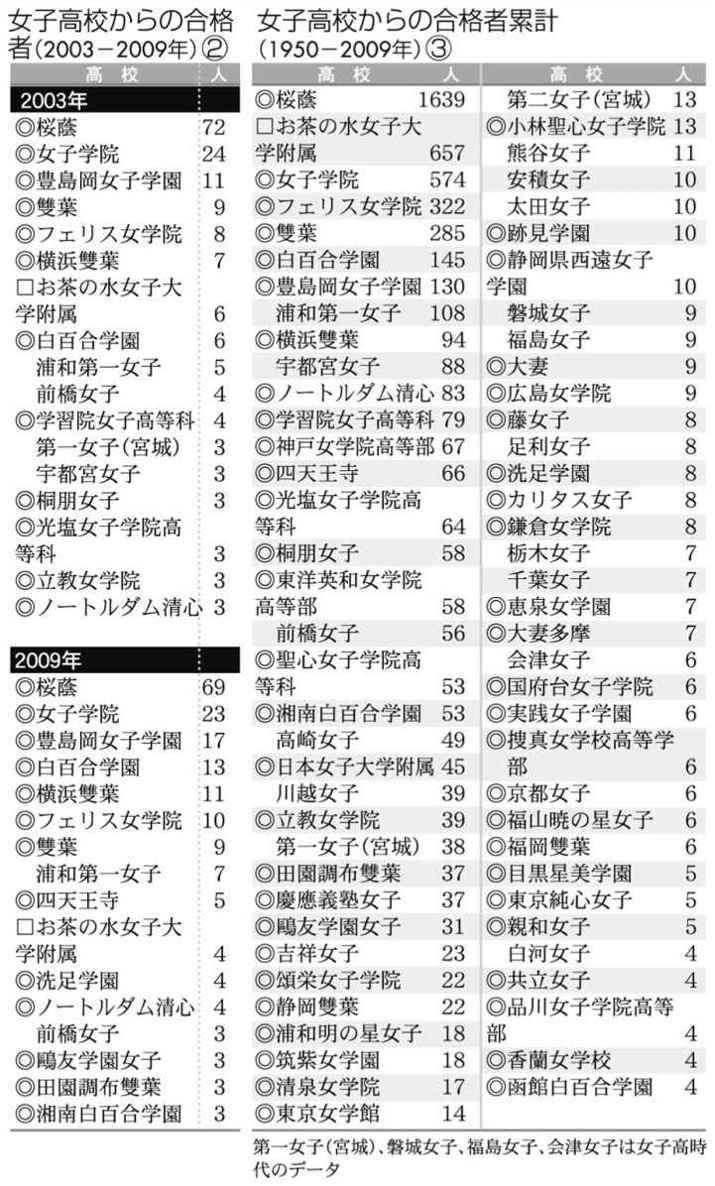 女子高校からの合格
者(2003－2009年)②
高　校　人
2003年
◎桜蔭 72
◎女子学院 24
◎豊島岡女子学園 11
◎雙葉 9
◎フェリス女学院 8
◎横浜雙葉 7
□お茶の水女子大
学附属 6
◎白百合学園 6
浦和第一女子 5
前橋女子 4
◎学習院女子高等科 4
第一女子(宮城) 3
宇都宮女子 3
◎桐朋女子 3
◎光塩女子学院高
等科 3
◎立教女学院 3
◎ノートルダム清心 3
2009年
◎桜蔭 69
◎女子学院 23
◎豊島岡女子学園 17
◎白百合学園 13
◎横浜雙葉 11
◎フェリス女学院 10
◎雙葉 9
浦和第一女子 7
◎四天王寺 5
□お茶の水女子大
学附属 4
◎洗足学園 4
◎ノートルダム清心 4
前橋女子 3
◎鷗友学園女子 3
◎田園調布雙葉 3
◎湘南白百合学園 3
女子高校からの合格者累計
(1950－2009年)③
高　校　人
◎桜蔭 1639
□お茶の水女子大
学附属 657
◎女子学院 574
◎フェリス女学院 322
◎雙葉 285
◎白百合学園 145
◎豊島岡女子学園 130
浦和第一女子 108
◎横浜雙葉 94
宇都宮女子 88
◎ノートルダム清心 83
◎学習院女子高等科 79
◎神戸女学院高等部 67
◎四天王寺 66
◎光塩女子学院高
等科 64
◎桐朋女子 58
◎東洋英和女学院
高等部 58
前橋女子 56
◎聖心女子学院高
等科 53
◎湘南白百合学園 53
高崎女子 49
◎日本女子大学附属 45
川越女子 39
◎立教女学院 39
第一女子(宮城) 38
◎田園調布雙葉 37
◎慶應義塾女子 37
◎鷗友学園女子 31
◎吉祥女子 23
◎頌栄女子学院 22
◎静岡雙葉 22
◎浦和明の星女子 18
◎筑紫女学園 18
◎清泉女学院 17
◎東京女学館 14
高　校　人
第二女子(宮城) 13
◎小林聖心女子学院 13
熊谷女子 11
安積女子 10
太田女子 10
◎跡見学園 10
◎静岡県西遠女子
学園 10
磐城女子 9
福島女子 9
◎大妻 9
◎広島女学院 9
◎藤女子 8
足利女子 8
◎洗足学園 8
◎カリタス女子 8
◎鎌倉女学院 8
栃木女子 7
千葉女子 7
◎恵泉女学園 7
◎大妻多摩 7
会津女子 6
◎国府台女子学院 6
◎実践女子学園 6
◎捜真女学校高等学
部 6
◎京都女子 6
◎福山暁の星女子 6
◎福岡雙葉 6
◎目黒星美学園 5
◎東京純心女子 5
◎親和女子 5
白河女子 4
◎共立女子 4
◎品川女子学院高等
部 4
◎香蘭女学校 4
◎函館白百合学園 4
第一女子(宮城)、磐城女子、福島女子、会津女子は女子高時
代のデータ